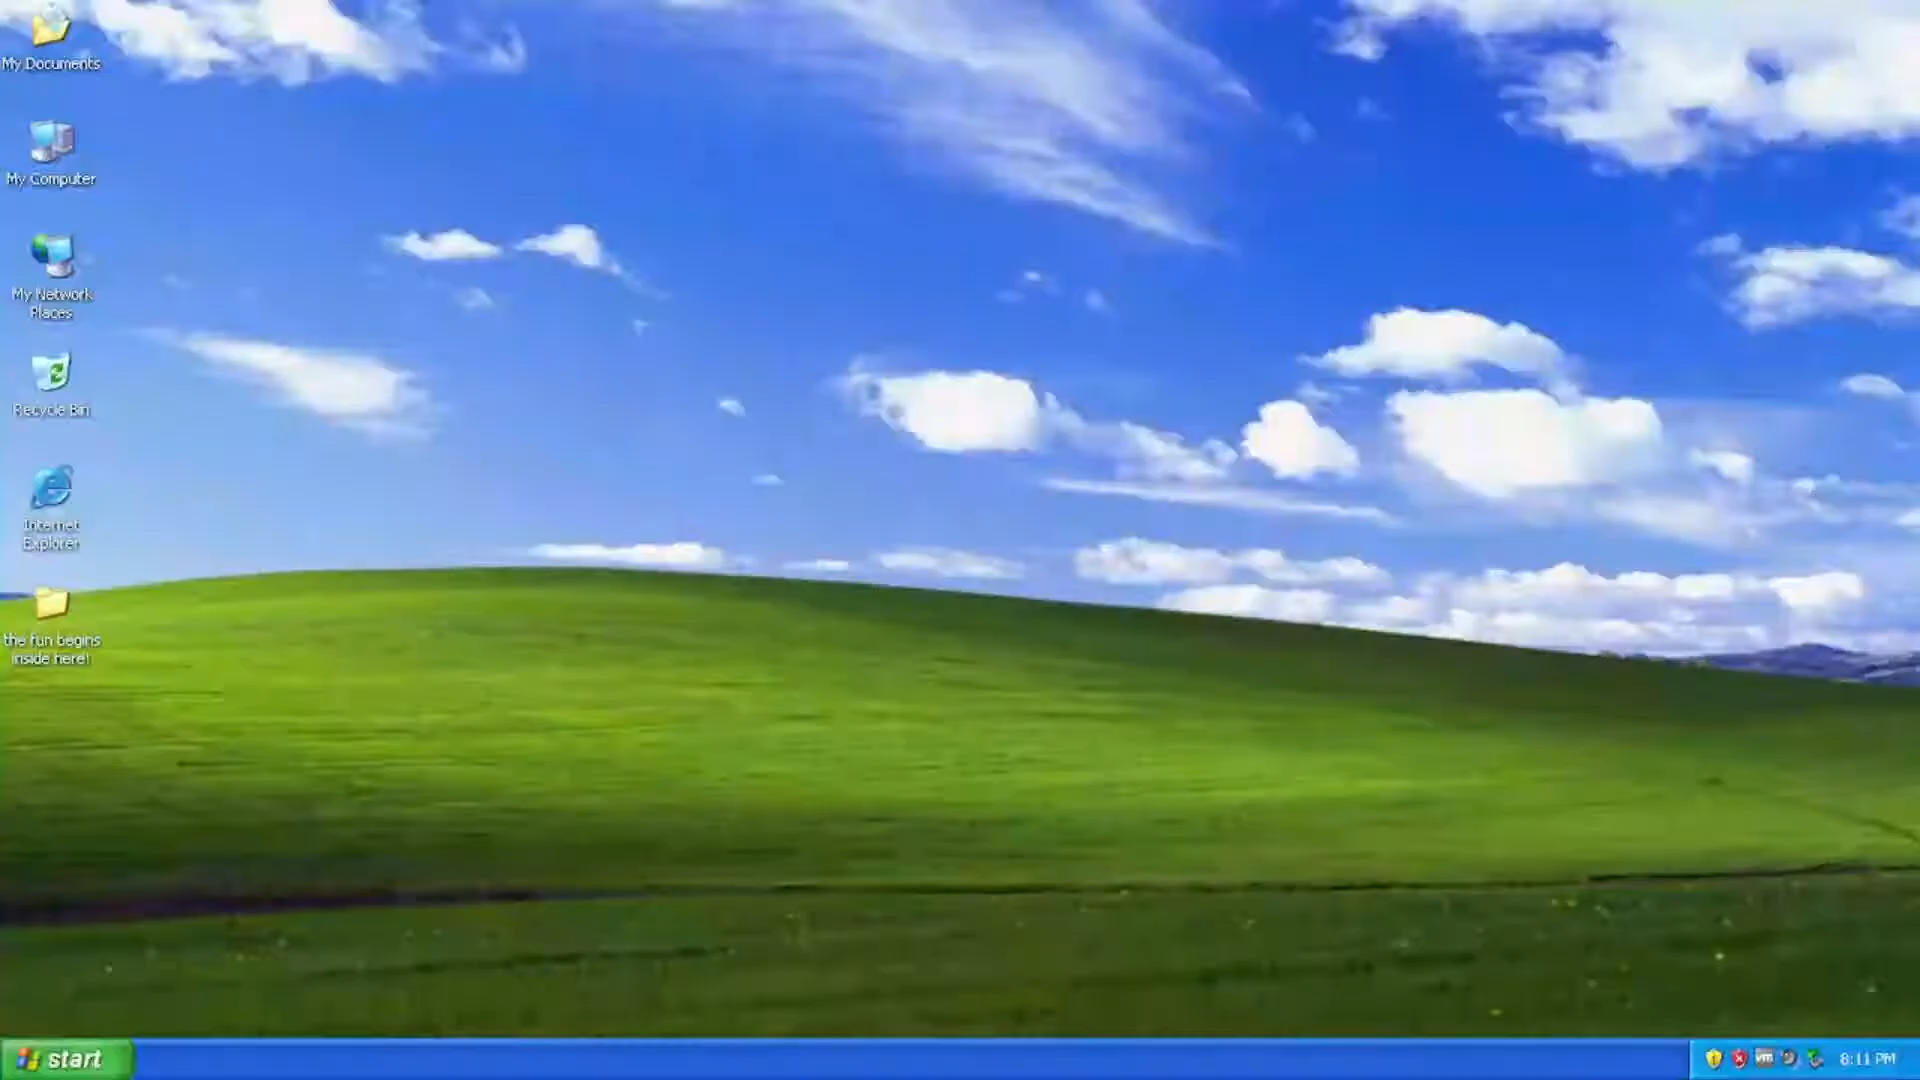 My Documents
My Computer
My Network
Places
Recycle Bin
Internet
Explorer
the fun begins
inside here!
start
vm
8:11 PM